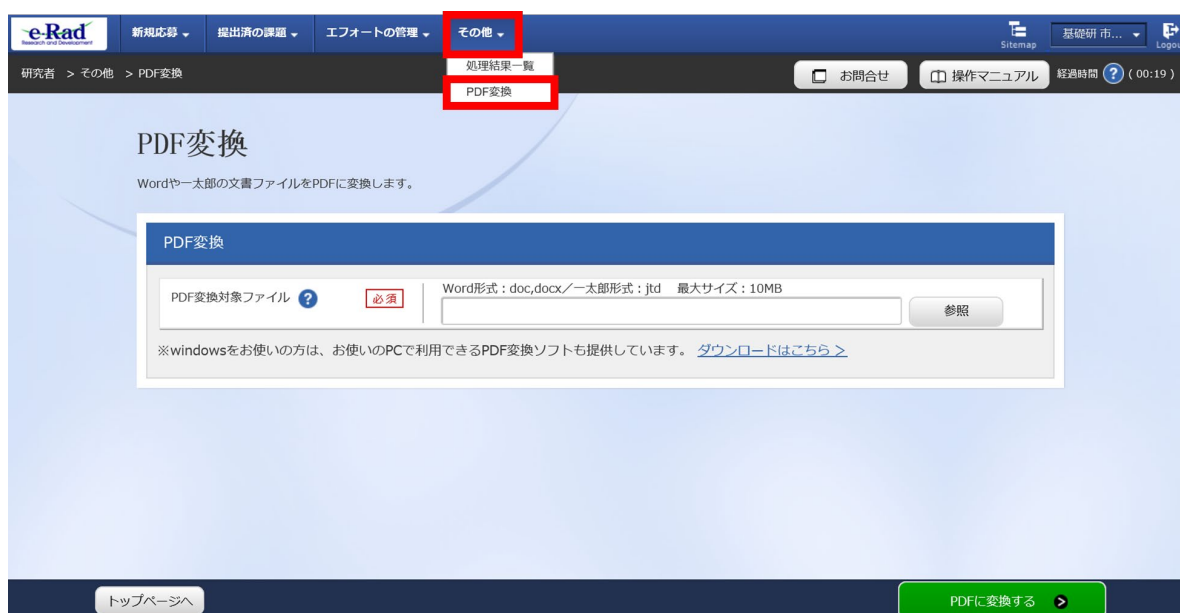 e-Rad
Research and Development
新規応募
提出済の課題
エフォートの管理
その他
Sitemap
基礎研 市...
Logou
研究者 > その他 > PDF変換
処理結果一覧
PDF変換
お問合せ
操作マニュアル
経過時間 ? ( 00:19 )
PDF変換
Wordや一太郎の文書ファイルをPDFに変換します。
PDF変換
PDF変換対象ファイル ?
必須
Word形式：doc,docx／一太郎形式：jtd 最大サイズ：10MB
参照
※windowsをお使いの方は、お使いのPCで利用できるPDF変換ソフトも提供しています。 ダウンロードはこちら >
トップページへ
PDFに変換する